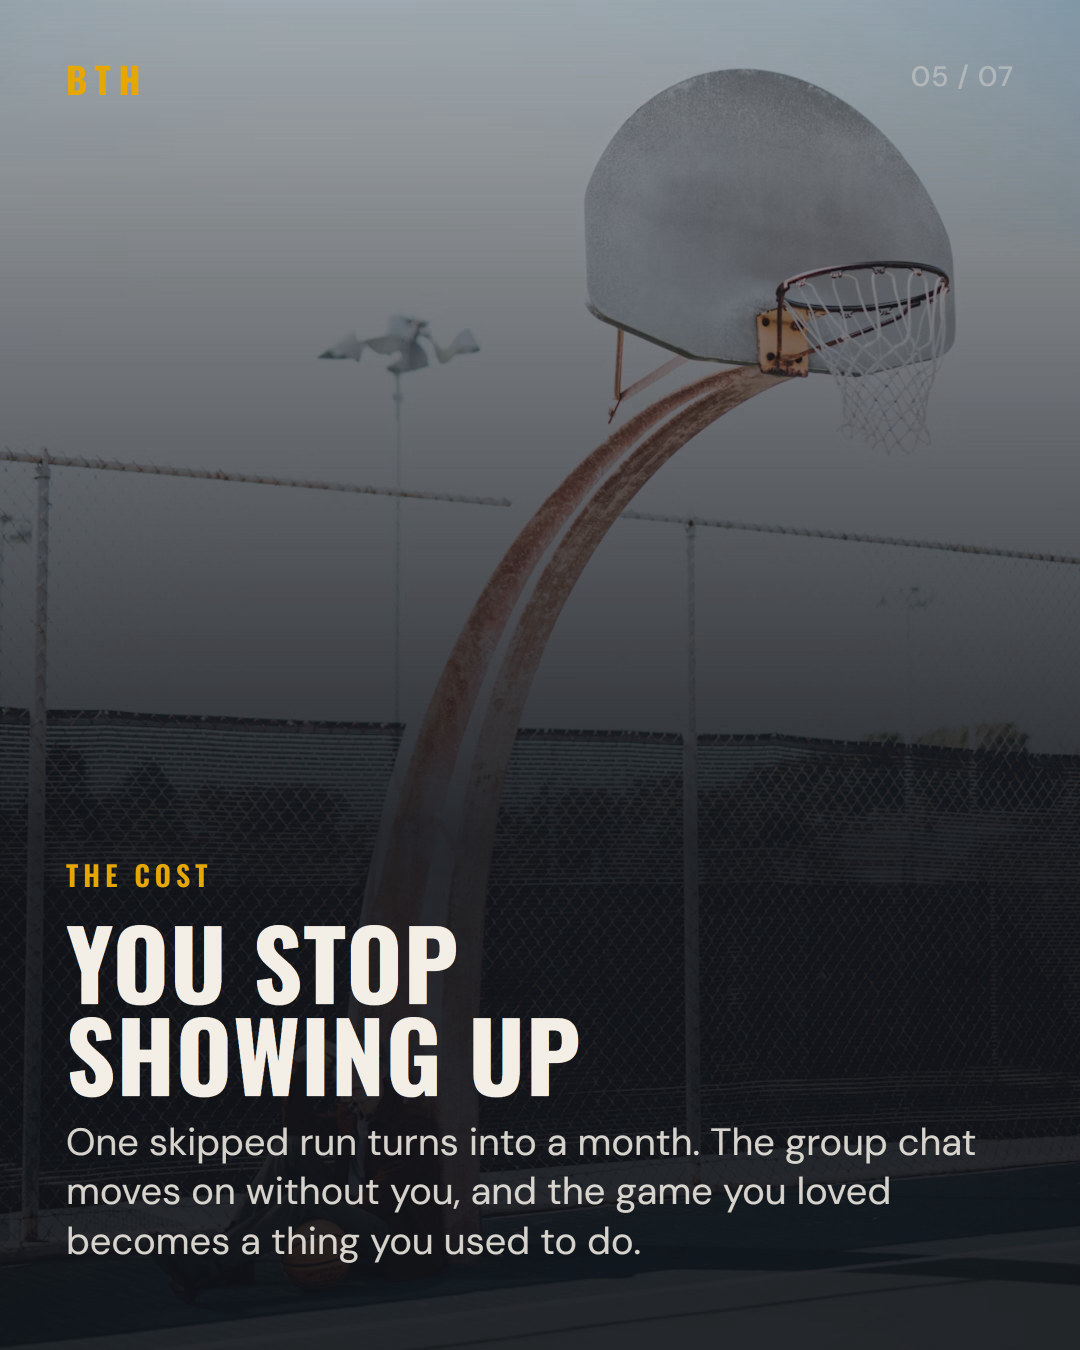 BTH
05 / 07
THE COST
YOU STOP
SHOWING UP
One skipped run turns into a month. The group chat
moves on without you, and the game you loved
becomes a thing you used to do.